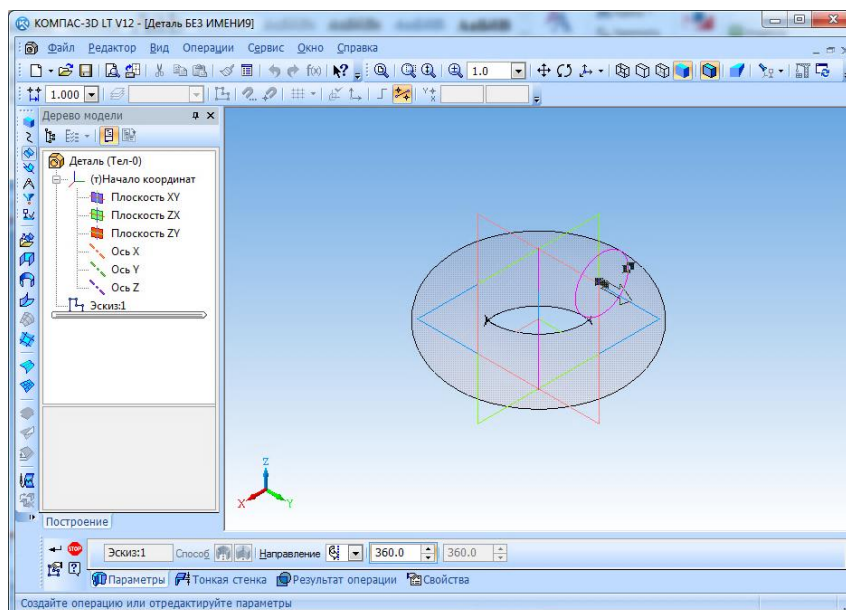 КОМПАС-3D LT V12 - [Деталь БЕЗ ИМЕНИ9]
Файл Редактор Вид Операции Сервис Окно Справка
1.0
1.000
Дерево модели
Деталь (Тел-0)
(т)Начало координат
Плоскость XY
Плоскость ZX
Плоскость ZY
Ось X
Ось Y
Ось Z
Эскиз:1
Z
X
Y
Построение
Эскиз:1 Способ Направление 360.0 360.0
Параметры Тонкая стенка Результат операции Свойства
Создайте операцию или отредактируйте параметры